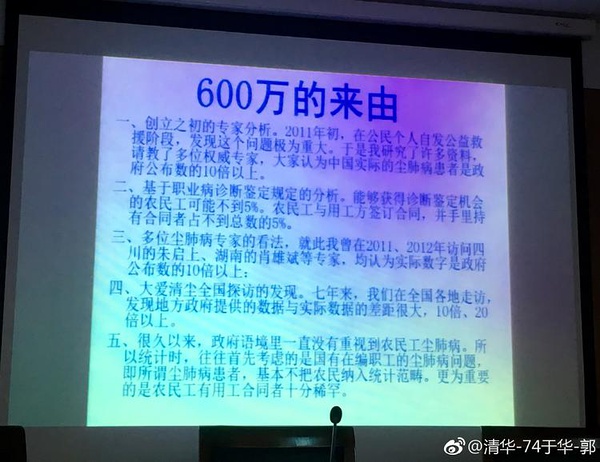 600万的来由
一、创立之初的专家分析。2011年初，在公民个人自发公益救
援阶段，发现这个问题极为重大。于是我研究了许多资料，
请教了多位权威专家，大家认为中国实际的尘肺病患者是政
府公布数的10倍以上。
二、基于职业病诊断鉴定规定的分析。能够获得诊断鉴定机会
的农民工可能不到5%。农民工与用工方签订合同，并手里持
有合同者占不到总数的5%。
三、多位尘肺病专家的看法，就此我曾在2011、2012年访问四
川的朱启上、湖南的肖雄斌等专家，均认为实际数字是政府
公布数的10倍以上；
四、大爱清尘全国探访的发现。七年来，我们在全国各地走访，
发现地方政府提供的数据与实际数据的差距很大，10倍、20
倍以上。
五、很久以来，政府语境里一直没有重视到农民工尘肺病。所
以统计时，往往首先考虑的是国有在编职工的尘肺病问题，
即所谓尘肺病患者，基本不把农民纳入统计范畴。更为重要
的是农民工有用工合同者十分稀罕。
@清华-74于华-郭